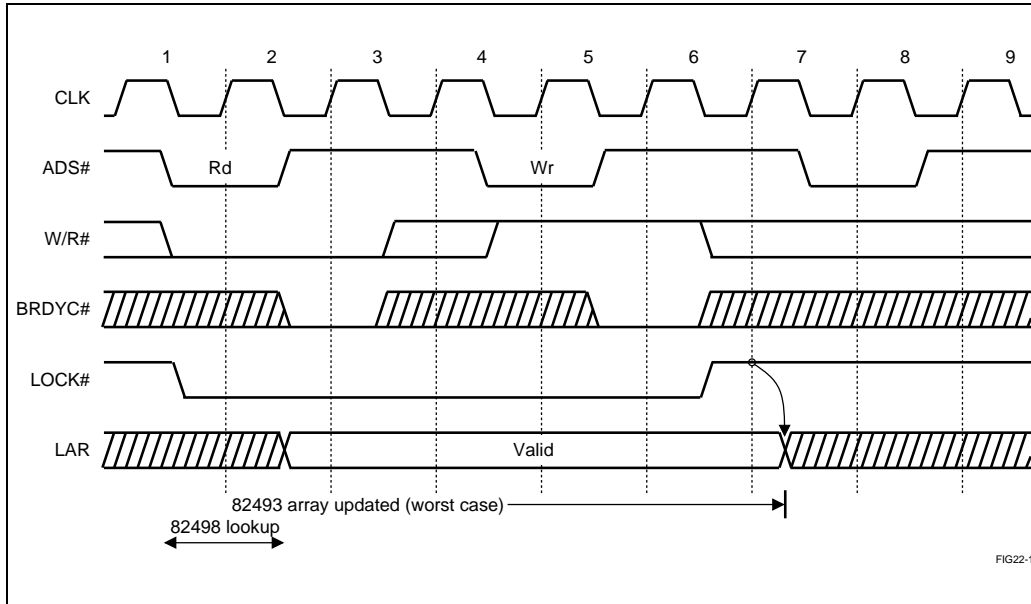 1 2 3 4 5 6 7 8 9
CLK
ADS# Rd Wr
W/R#
BRDYC#
LOCK#
LAR Valid
82493 array updated (worst case)
82498 lookup
FIG22-1